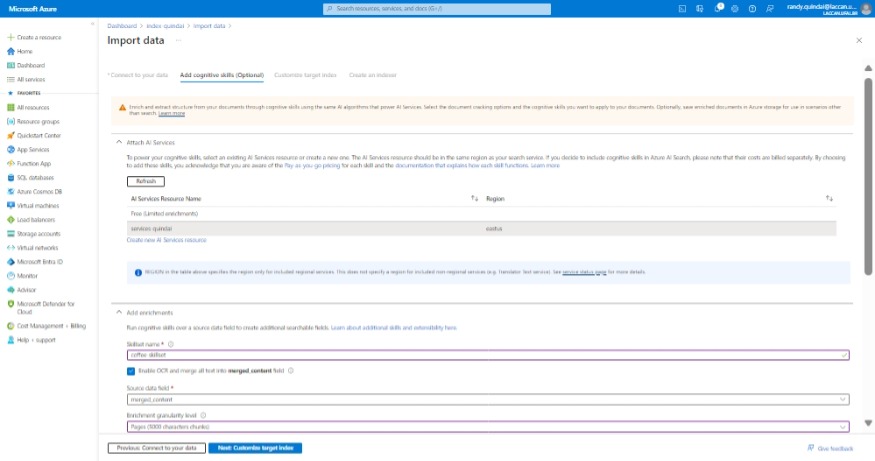 Microsoft Azure
Search resources, services, and docs (G+/)
randy.quindai@laccan.u...
LACCAN.UFAL.BR
Create a resource
Home
Dashboard
All services
FAVORITES
All resources
Resource groups
Quickstart Center
App Services
Function App
SQL databases
Azure Cosmos DB
Virtual machines
Load balancers
Storage accounts
Virtual networks
Microsoft Entra ID
Monitor
Advisor
Microsoft Defender for
Cloud
Cost Management + Billing
Help + support
Dashboard > index-quindai > Import data >
Import data ...
* Connect to your data Add cognitive skills (Optional) Customize target index Create an indexer
Enrich and extract structure from your documents through cognitive skills using the same AI algorithms that power AI Services. Select the document cracking options and the cognitive skills you want to apply to your documents. Optionally, save enriched documents in Azure storage for use in scenarios other
than search. Learn more
Attach AI Services
To power your cognitive skills, select an existing AI Services resource or create a new one. The AI Services resource should be in the same region as your search service. If you decide to include cognitive skills in Azure AI Search, please note that their costs are billed separately. By choosing
to add these skills, you acknowledge that you are aware of the Pay as you go pricing for each skill and the documentation that explains how each skill functions. Learn more
Refresh
AI Services Resource Name ↑↓ Region ↑↓
Free (Limited enrichments)
services-quindai eastus
Create new AI Services resource
REGION in the table above specifies the region only for included regional services. This does not specify a region for included non-regional services (e.g. Translator Text service). See service status page for more details.
Add enrichments
Run cognitive skills over a source data field to create additional searchable fields. Learn about additional skills and extensibility here.
Skillset name *
coffee-skillset
Enable OCR and merge all text into merged_content field
Source data field *
merged_content
Enrichment granularity level
Pages (5000 characters chunks)
Previous: Connect to your data Next: Customize target index
Give feedback